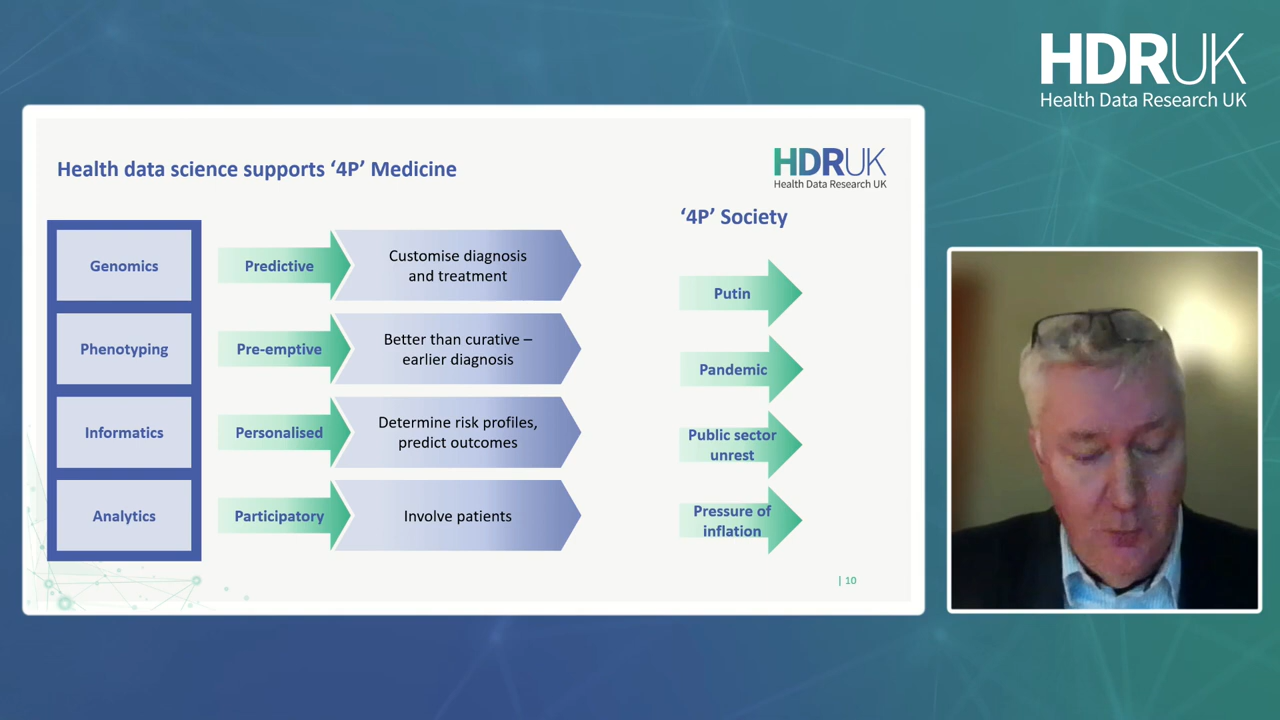 HDRUK
Health Data Research UK
Health data science supports ‘4P’ Medicine
HDRUK
Health Data Research UK
Genomics
Predictive
Customise diagnosis
and treatment
Phenotyping
Pre-emptive
Better than curative –
earlier diagnosis
Informatics
Personalised
Determine risk profiles,
predict outcomes
Analytics
Participatory
Involve patients
‘4P’ Society
Putin
Pandemic
Public sector
unrest
Pressure of
inflation
| 10